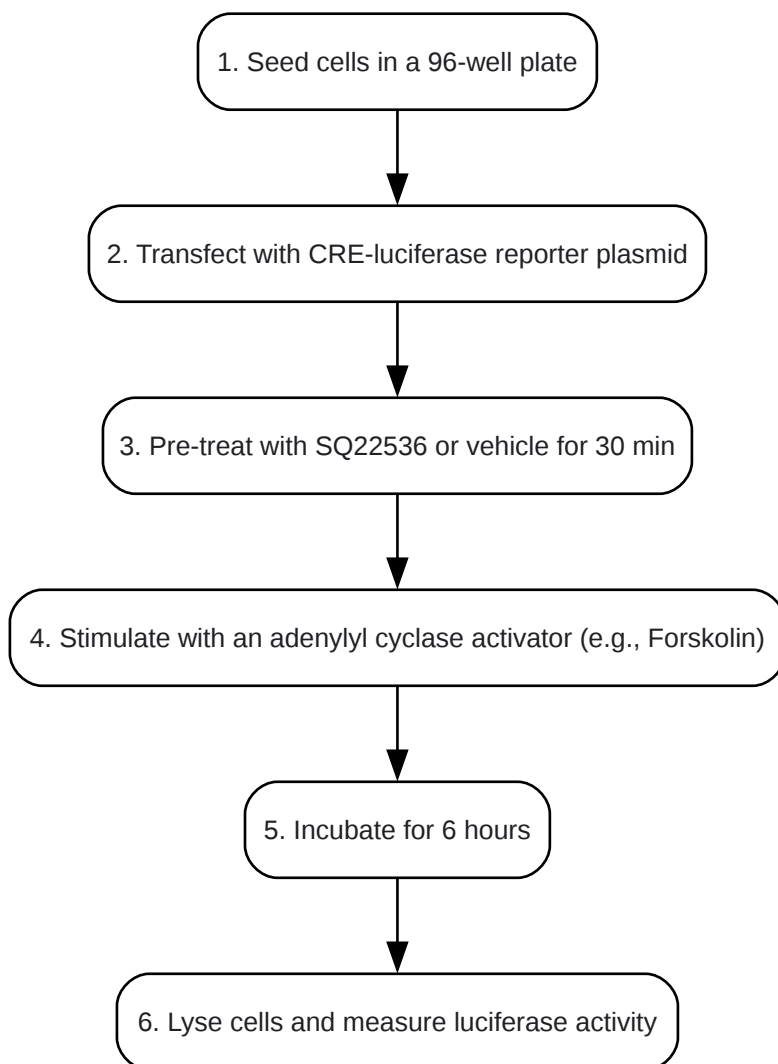 1. Seed cells in a 96-well plate
2. Transfect with CRE-luciferase reporter plasmid
3. Pre-treat with SQ22536 or vehicle for 30 min
4. Stimulate with an adenylyl cyclase activator (e.g., Forskolin)
5. Incubate for 6 hours
6. Lyse cells and measure luciferase activity